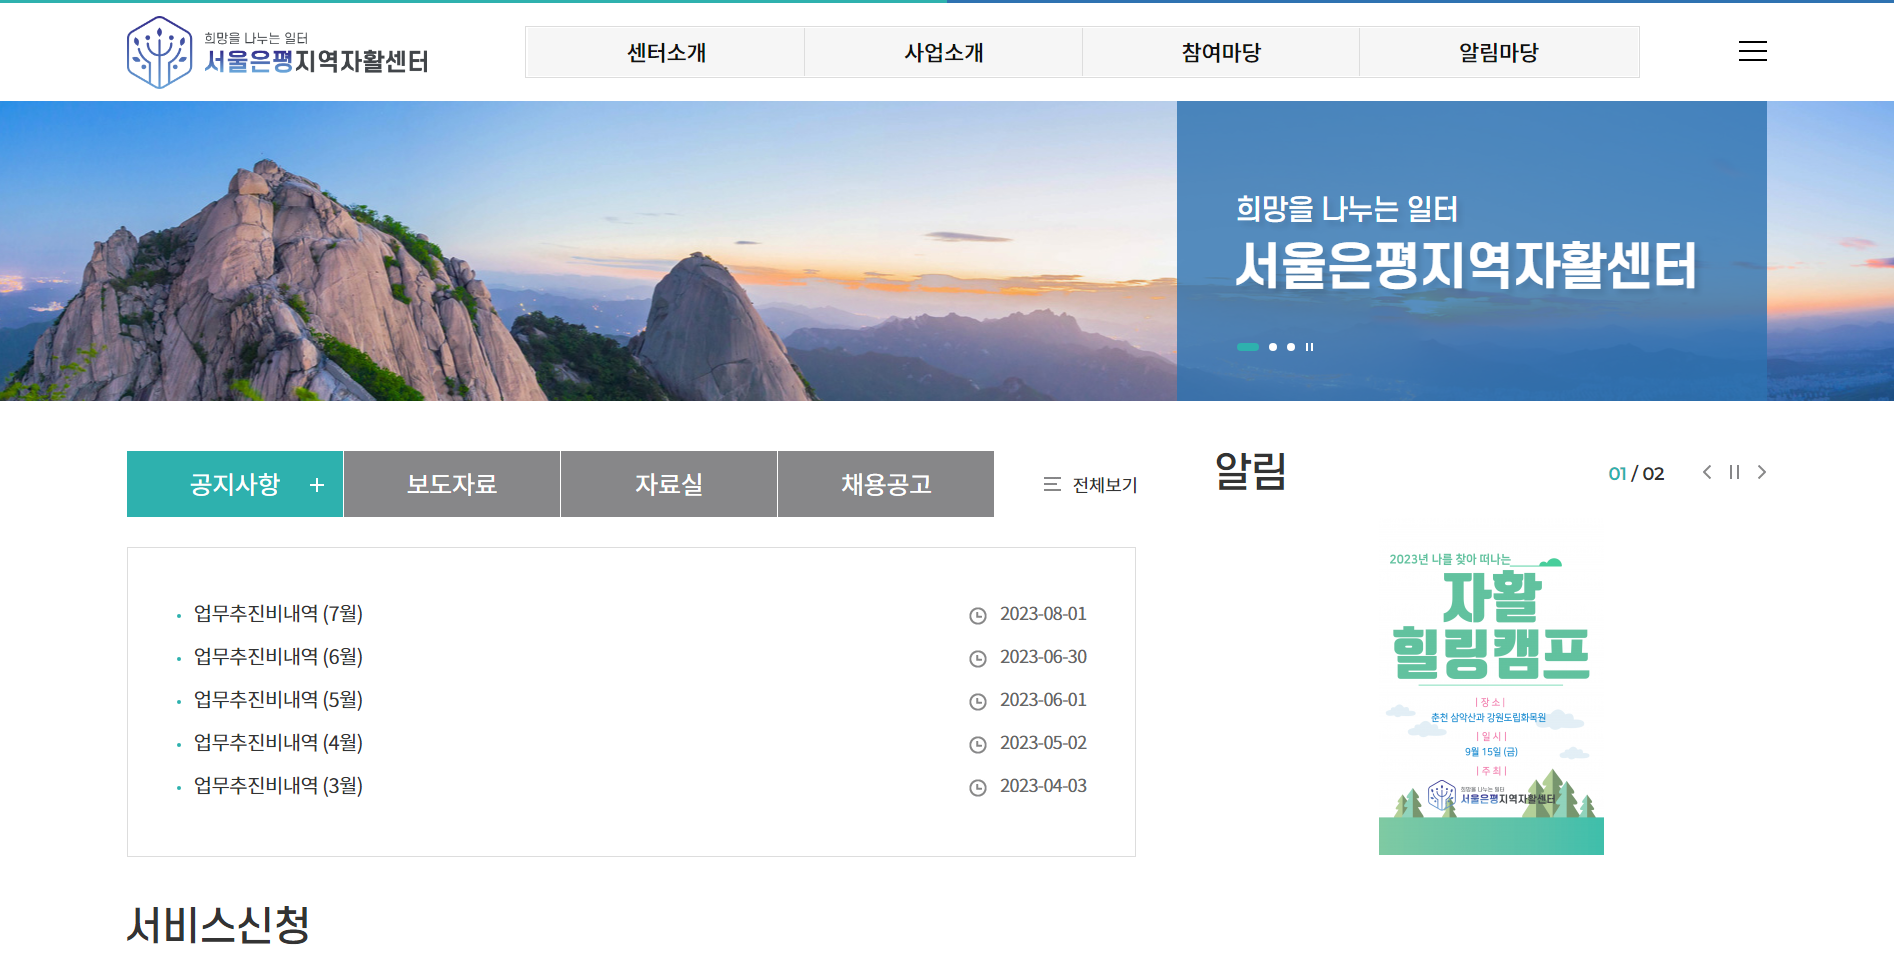 희망을 나누는 일터
서울은평지역자활센터
센터소개
사업소개
참여마당
알림마당
희망을 나누는 일터
서울은평지역자활센터
공지사항 +
보도자료
자료실
채용공고
전체보기
업무추진비내역 (7월) 2023-08-01
업무추진비내역 (6월) 2023-06-30
업무추진비내역 (5월) 2023-06-01
업무추진비내역 (4월) 2023-05-02
업무추진비내역 (3월) 2023-04-03
알림
01 / 02
2023년 나를 찾아 떠나는
자활
힐링캠프
| 장소 |
춘천 삼악산과 강원도립화목원
| 일시 |
9월 15일 (금)
| 주최 |
희망을 나누는 일터
서울은평지역자활센터
서비스신청